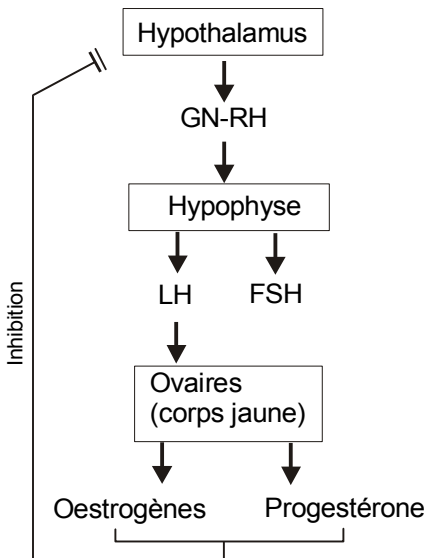 Hypothalamus
GN-RH
Hypophyse
LH
FSH
Inhibition
Ovaires
(corps jaune)
Oestrogènes
Progestérone